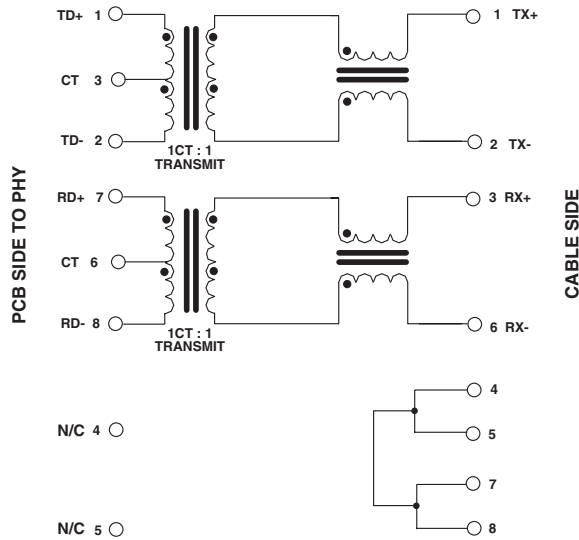 TD+ 1
1 TX+
CT 3
TD- 2
2 TX-
1CT : 1
TRANSMIT
PCB SIDE TO PHY
CABLE SIDE
RD+ 7
3 RX+
CT 6
RD- 8
6 RX-
1CT : 1
TRANSMIT
4
N/C 4
5
7
N/C 5
8